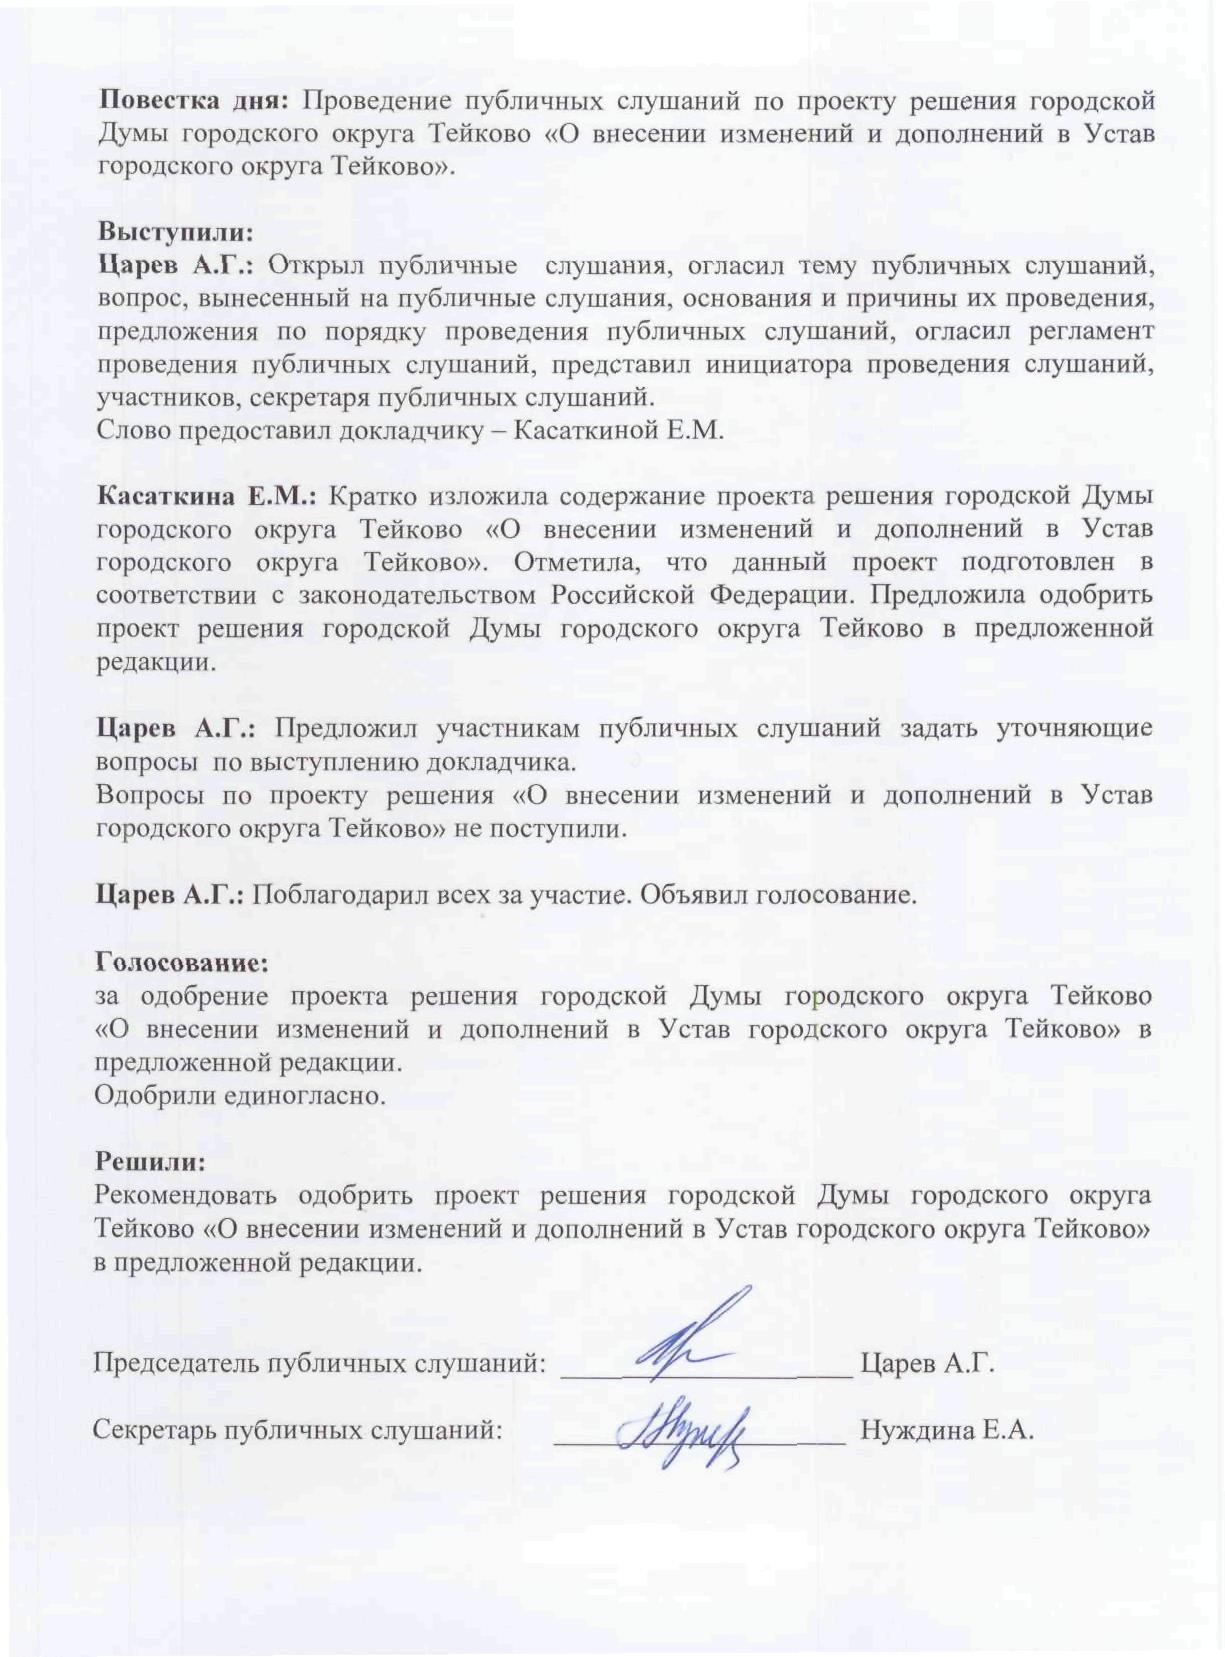 Повестка дня: Проведение публичных слушаний по проекту решения городской
Думы городского округа Тейково «О внесении изменений и дополнений в Устав
городского округа Тейково».
Выступили:
Царев А.Г.: Открыл публичные слушания, огласил тему публичных слушаний,
вопрос, вынесенный на публичные слушания, основания и причины их проведения,
предложения по порядку проведения публичных слушаний, огласил регламент
проведения публичных слушаний, представил инициатора проведения слушаний,
участников, секретаря публичных слушаний.
Слово предоставил докладчику – Касаткиной Е.М.
Касаткина Е.М.: Кратко изложила содержание проекта решения городской Думы
городского округа Тейково «О внесении изменений и дополнений в Устав
городского округа Тейково». Отметила, что данный проект подготовлен в
соответствии с законодательством Российской Федерации. Предложила одобрить
проект решения городской Думы городского округа Тейково в предложенной
редакции.
Царев А.Г.: Предложил участникам публичных слушаний задать уточняющие
вопросы по выступлению докладчика.
Вопросы по проекту решения «О внесении изменений и дополнений в Устав
городского округа Тейково» не поступили.
Царев А.Г.: Поблагодарил всех за участие. Объявил голосование.
Голосование:
за одобрение проекта решения городской Думы городского округа Тейково
«О внесении изменений и дополнений в Устав городского округа Тейково» в
предложенной редакции.
Одобрили единогласно.
Решили:
Рекомендовать одобрить проект решения городской Думы городского округа
Тейково «О внесении изменений и дополнений в Устав городского округа Тейково»
в предложенной редакции.
Председатель публичных слушаний: Царев А.Г.
Секретарь публичных слушаний: Нуждина Е.А.